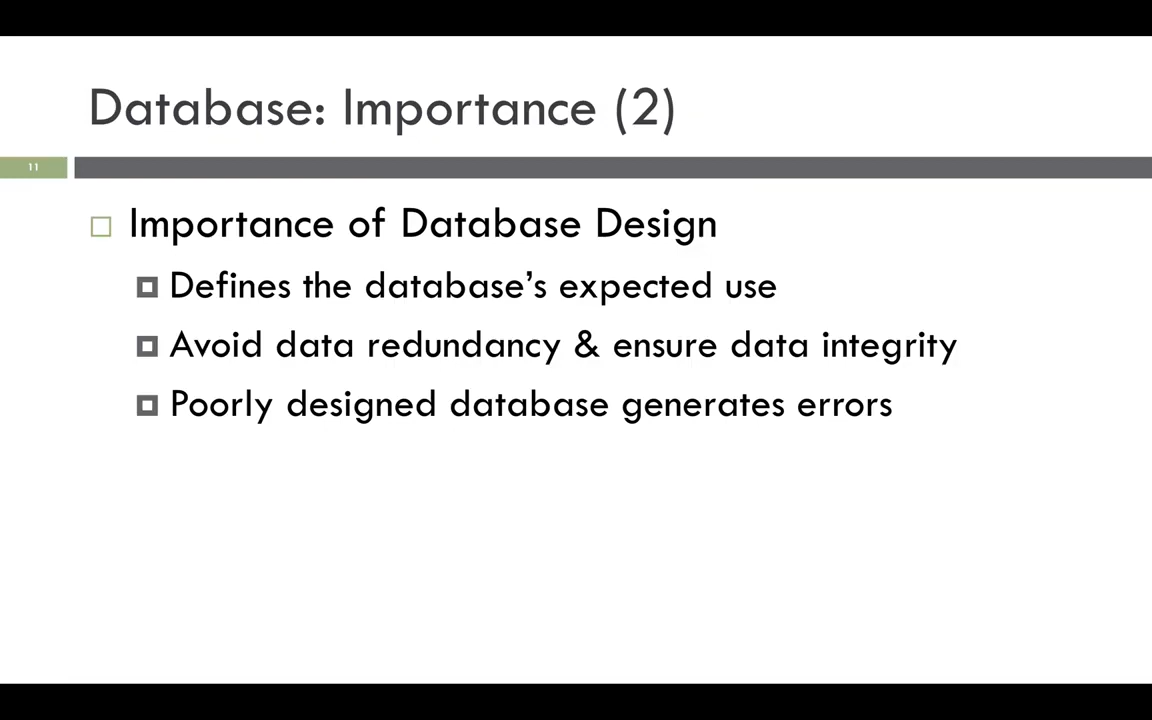 Database: Importance (2)
11
Importance of Database Design
Defines the database’s expected use
Avoid data redundancy & ensure data integrity
Poorly designed database generates errors